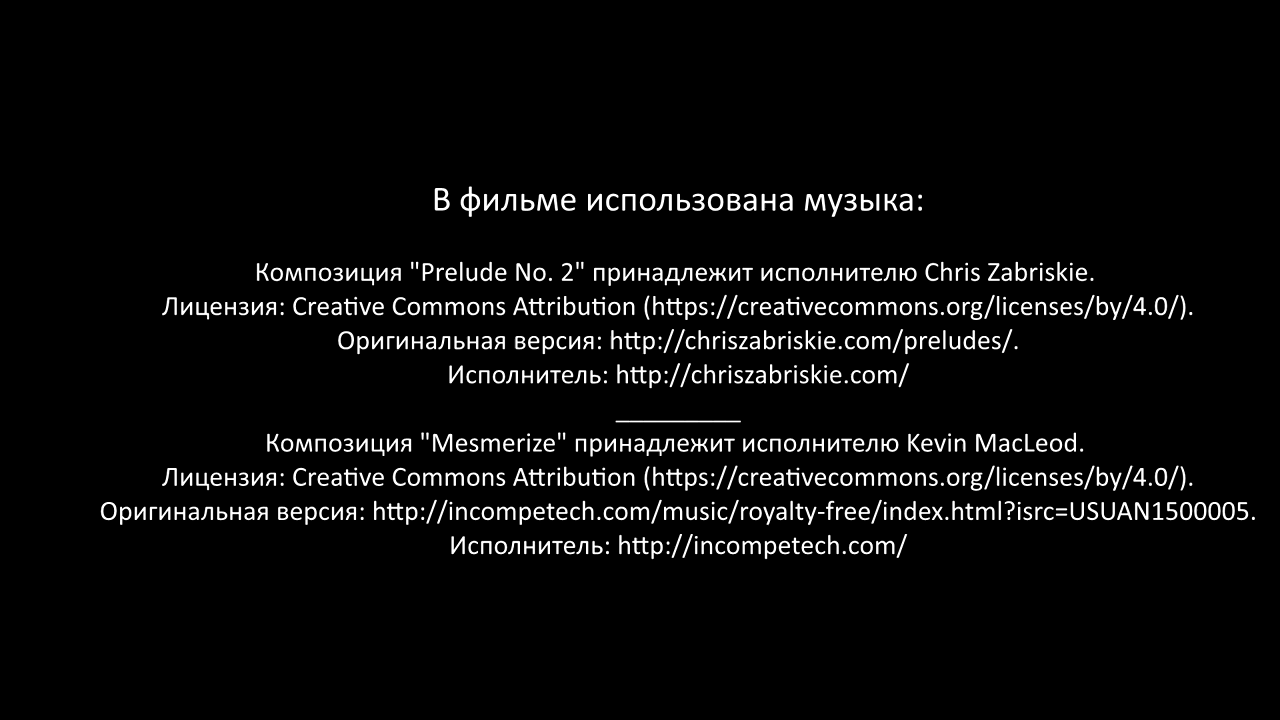 В фильме использована музыка:
Композиция "Prelude No. 2" принадлежит исполнителю Chris Zabriskie.
Лицензия: Creative Commons Attribution (https://creativecommons.org/licenses/by/4.0/).
Оригинальная версия: http://chriszabriskie.com/preludes/.
Исполнитель: http://chriszabriskie.com/
_________
Композиция "Mesmerize" принадлежит исполнителю Kevin MacLeod.
Лицензия: Creative Commons Attribution (https://creativecommons.org/licenses/by/4.0/).
Оригинальная версия: http://incompetech.com/music/royalty-free/index.html?isrc=USUAN1500005.
Исполнитель: http://incompetech.com/